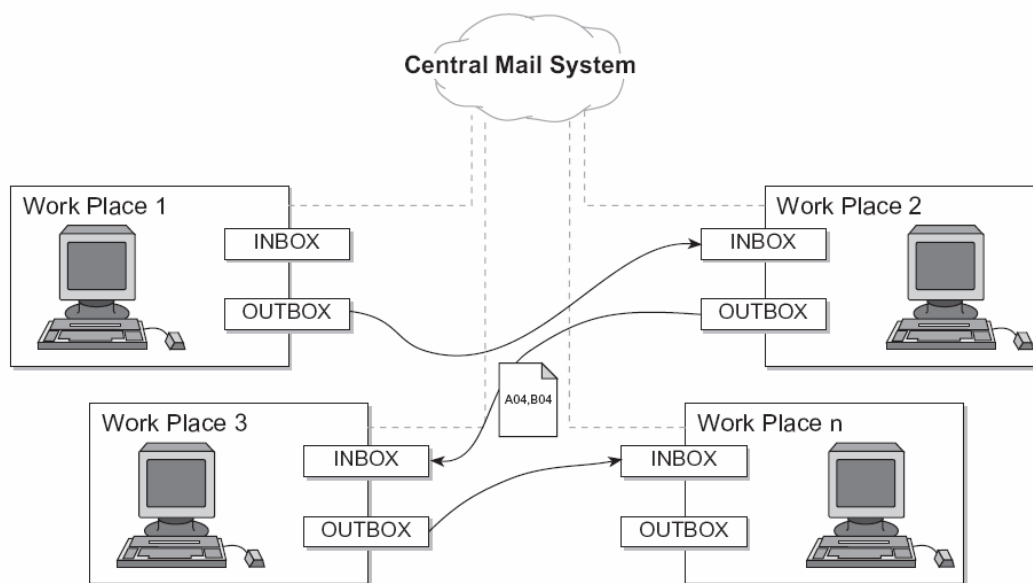 Central Mail System
Work Place 1
INBOX
OUTBOX
Work Place 2
INBOX
OUTBOX
A04,B04
Work Place 3
INBOX
OUTBOX
Work Place n
INBOX
OUTBOX